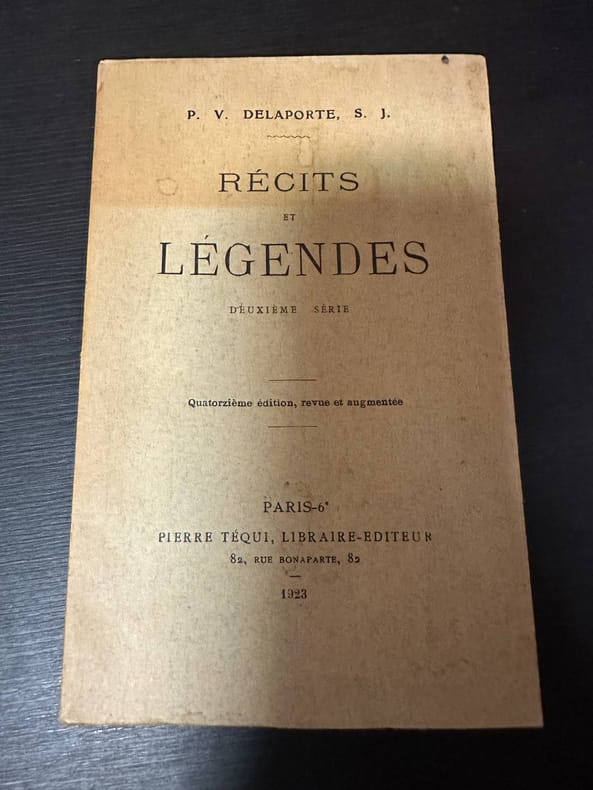 P. V. DELAPORTE, S. J.
RÉCITS
ET
LÉGENDES
DEUXIÈME SÉRIE
Quatorzième édition, revue et augmentée
PARIS-6e
PIERRE TÉQUI, LIBRAIRE-EDITEUR
82, RUE BONAPARTE, 82
1923